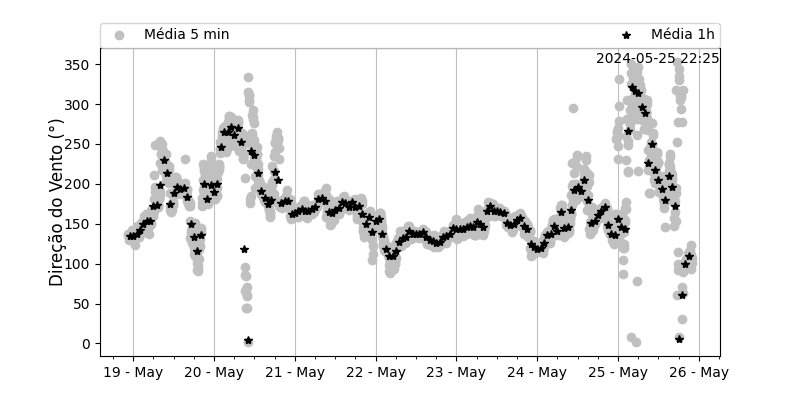 Média 5 min
Média 1h
2024-05-25 22:25
Direção do Vento (°)
350
300
250
200
150
100
50
0
19 - May
20 - May
21 - May
22 - May
23 - May
24 - May
25 - May
26 - May